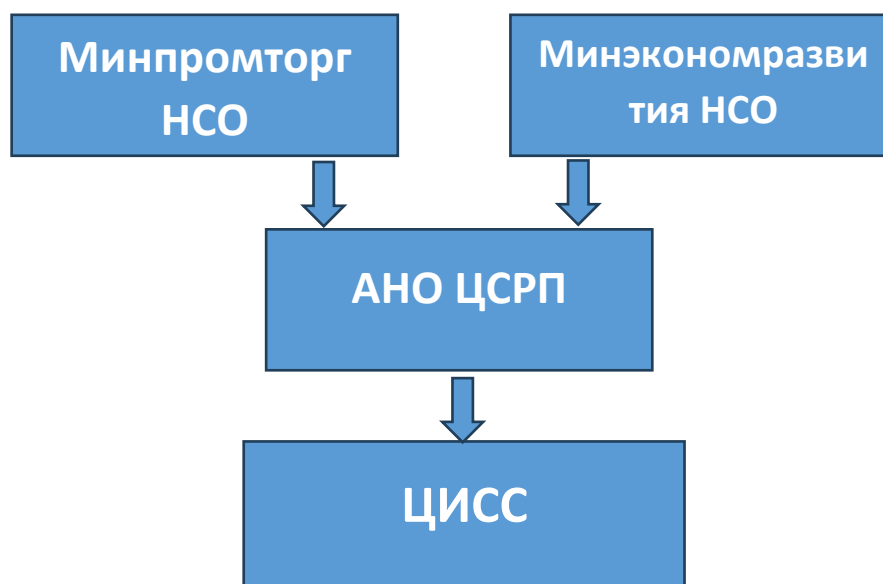 Минпромторг
НСО
Минэкономразви
тия НСО
АНО ЦСРП
ЦИСС